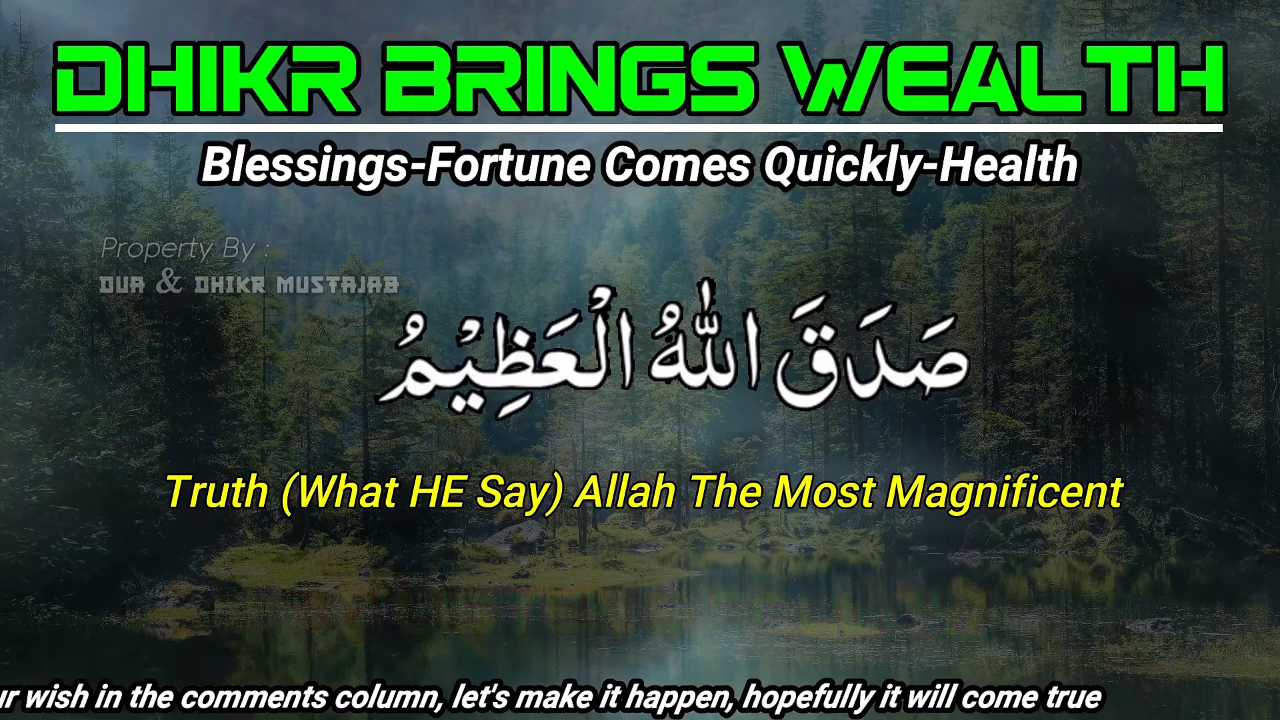 DHIKR BRINGS WEALTH
Blessings-Fortune Comes Quickly-Health
Property By :
DUA & DHIKR MUSTAJAB
صَدَقَ اللّٰهُ الْعَظِيْمُ
Truth (What HE Say) Allah The Most Magnificent
ur wish in the comments column, let's make it happen, hopefully it will come true